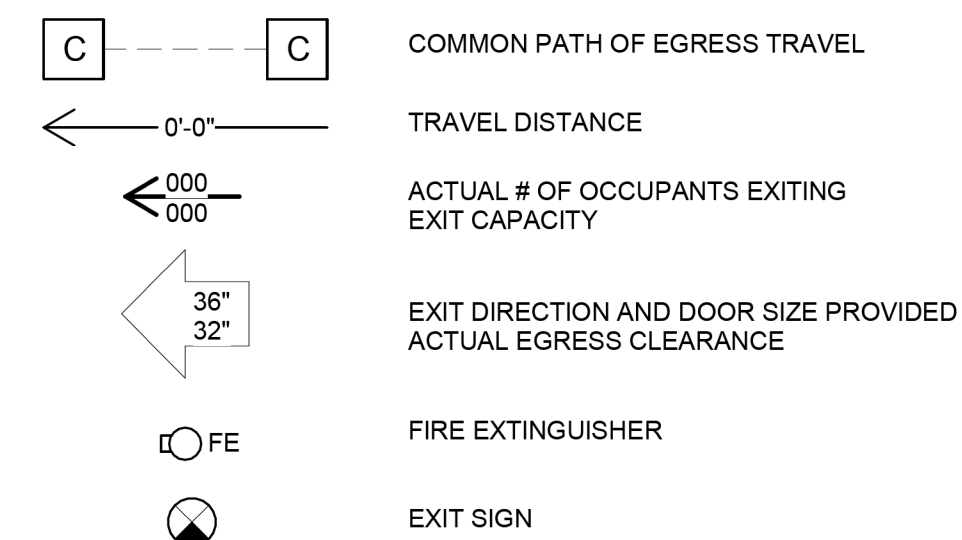 C C COMMON PATH OF EGRESS TRAVEL
0'-0" TRAVEL DISTANCE
000 ACTUAL # OF OCCUPANTS EXITING
000 EXIT CAPACITY
36" EXIT DIRECTION AND DOOR SIZE PROVIDED
32" ACTUAL EGRESS CLEARANCE
FE FIRE EXTINGUISHER
EXIT SIGN